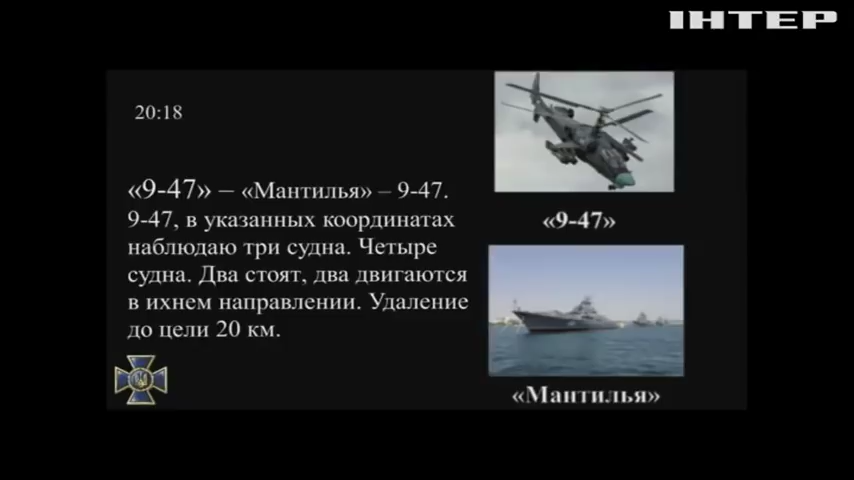 ІНТЕР
20:18
«9-47» – «Мантилья» – 9-47.
9-47, в указанных координатах
наблюдаю три судна. Четыре
судна. Два стоят, два двигаются
в ихнем направлении. Удаление
до цели 20 км.
«9-47»
«Мантилья»